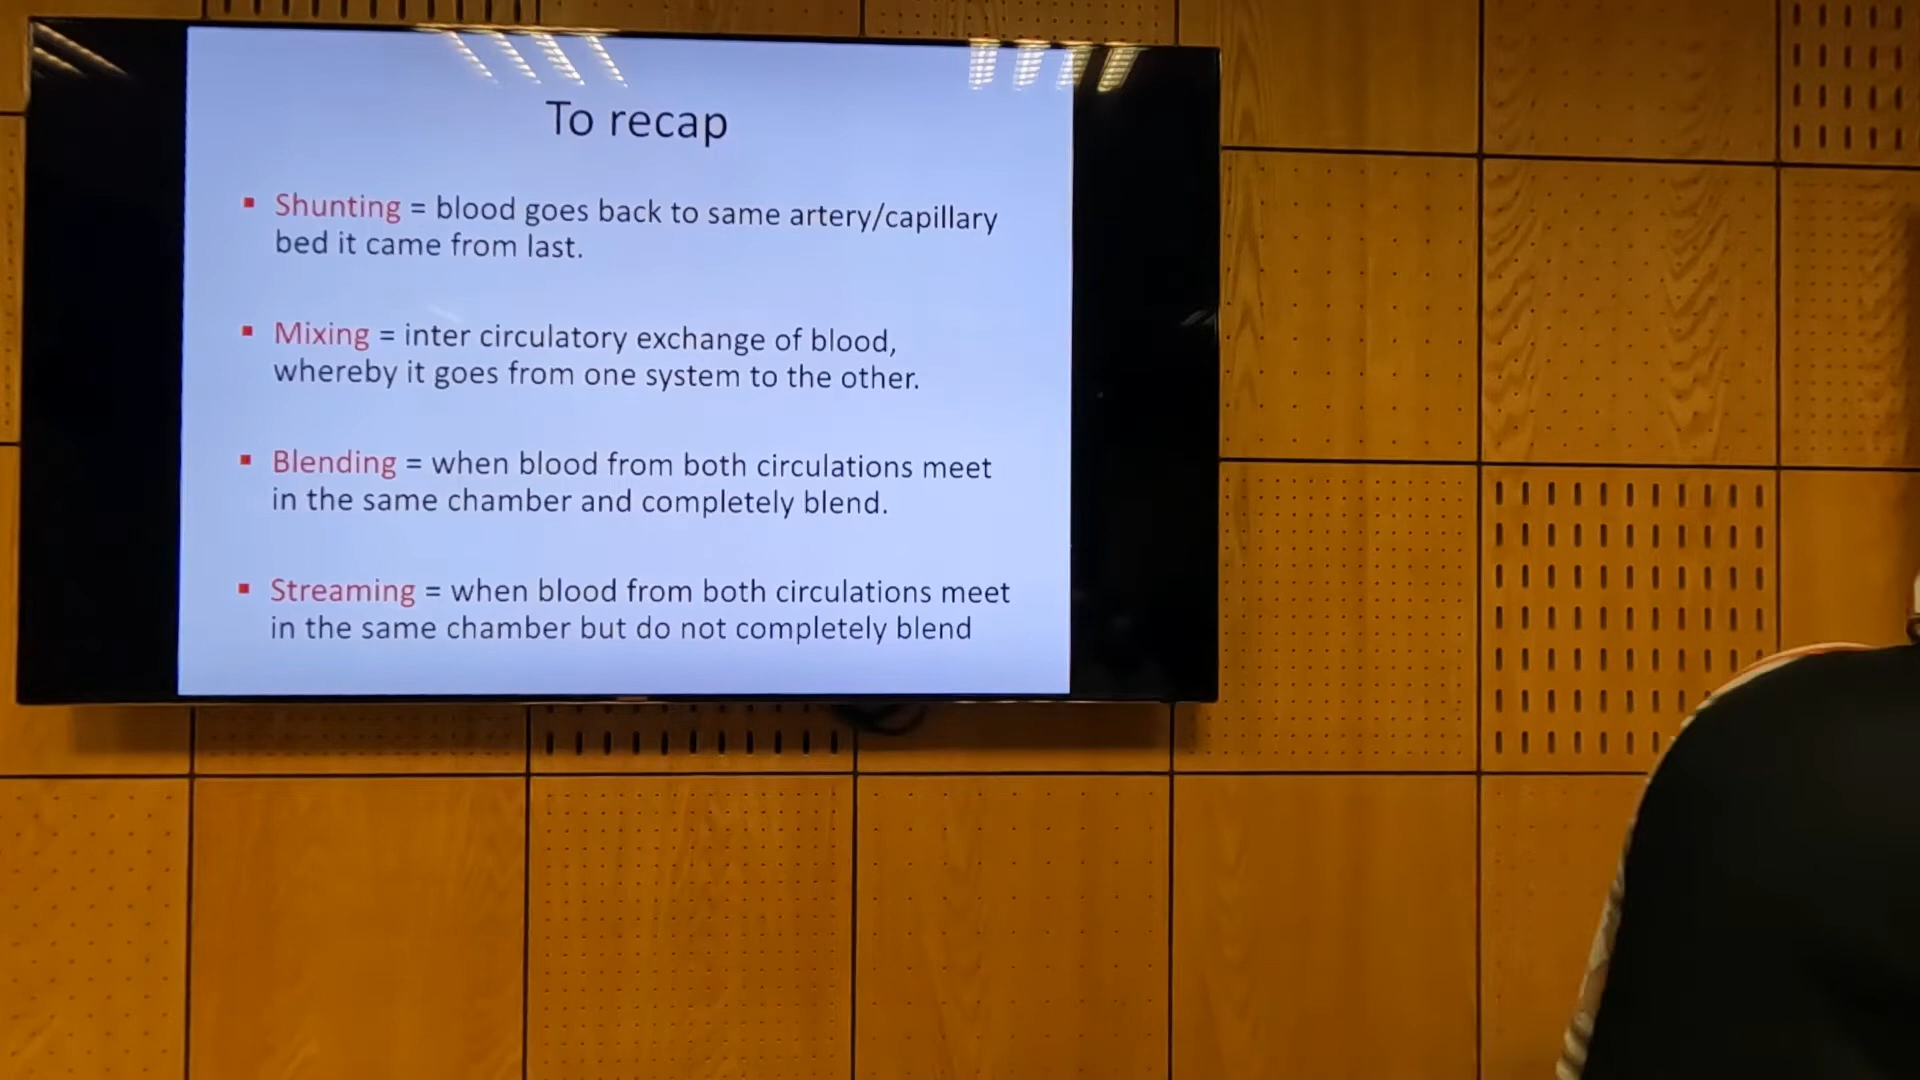 To recap
▪ Shunting = blood goes back to same artery/capillary
bed it came from last.
▪ Mixing = inter circulatory exchange of blood,
whereby it goes from one system to the other.
▪ Blending = when blood from both circulations meet
in the same chamber and completely blend.
▪ Streaming = when blood from both circulations meet
in the same chamber but do not completely blend